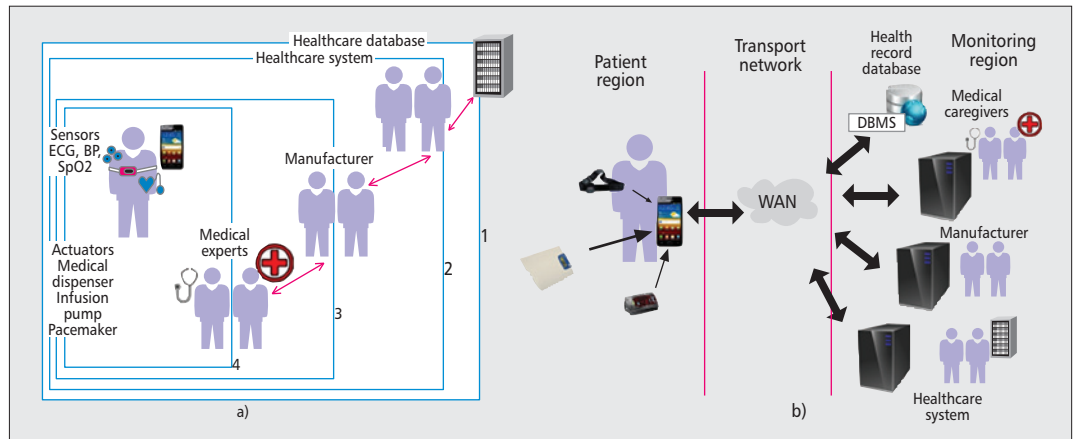 Healthcare database
Healthcare system
Sensors
ECG, BP,
SpO2
Manufacturer
Medical
experts
Actuators
Medical
dispenser
Infusion
pump
Pacemaker
1
2
3
4
a)
Patient
region
Transport
network
Health
record
database
Monitoring
region
DBMS
Medical
caregivers
WAN
Manufacturer
Healthcare
system
b)